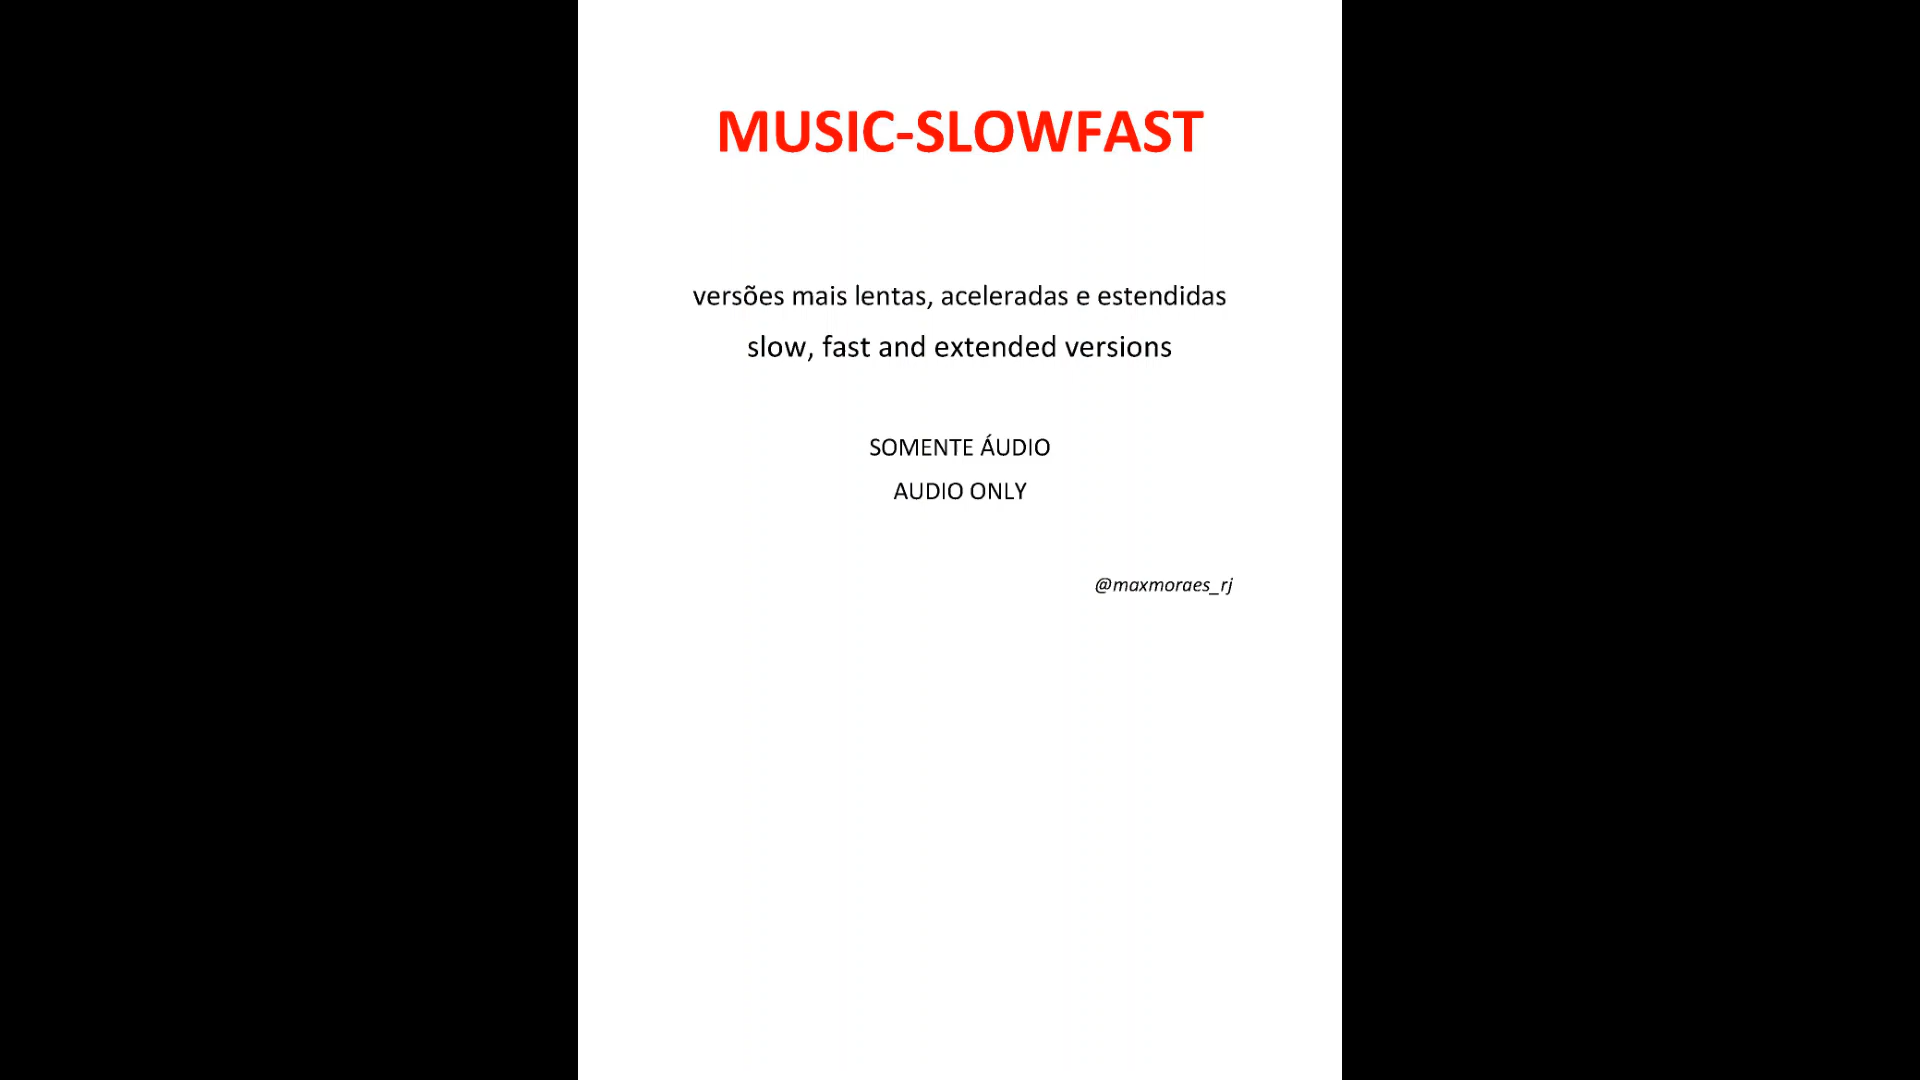 MUSIC-SLOWFAST
versões mais lentas, aceleradas e estendidas
slow, fast and extended versions
SOMENTE ÁUDIO
AUDIO ONLY
@maxmoraes_rj